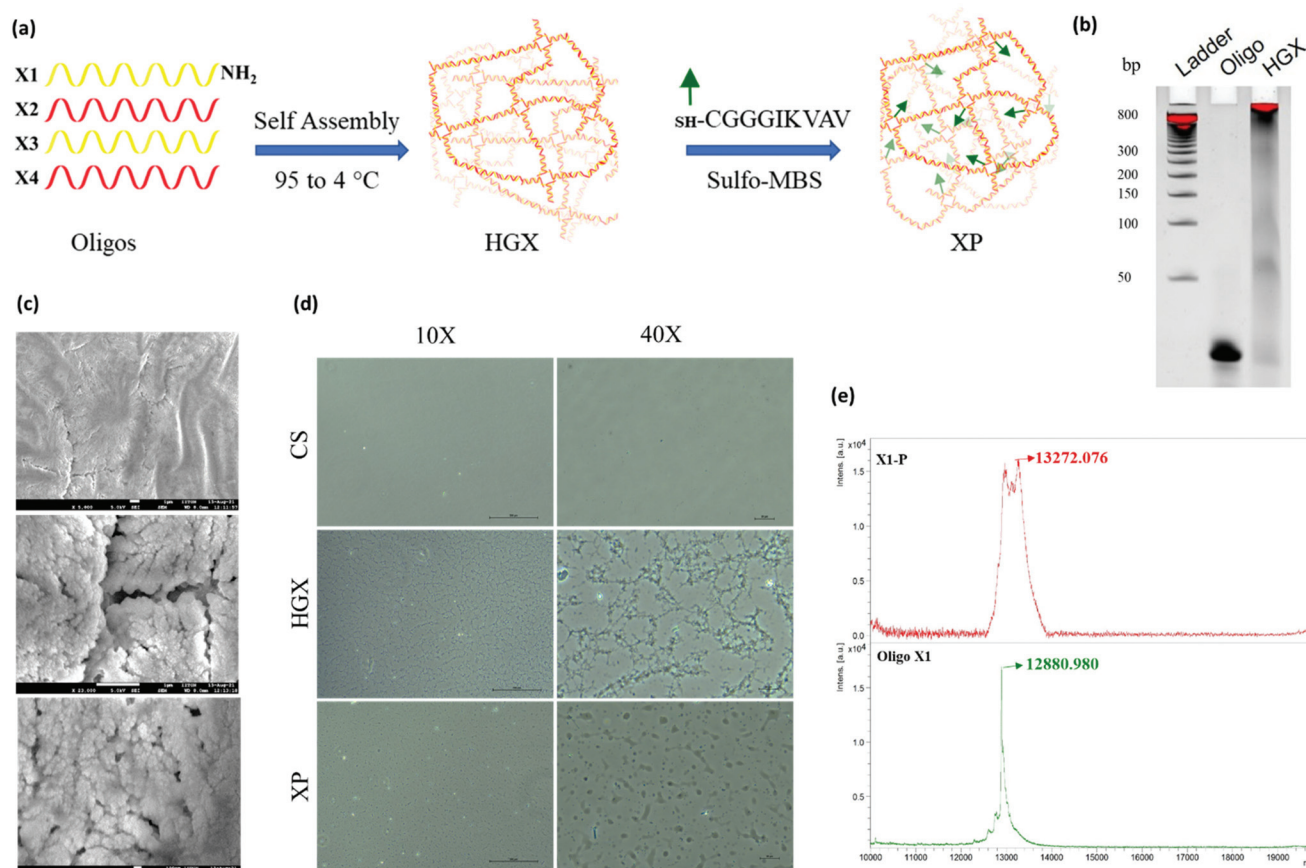 (a)
X1
NH2
X2
X3
X4
Oligos
Self Assembly
95 to 4 °C
HGX
SH-CGGGIKVAV
Sulfo-MBS
XP
(b)
bp
Ladder
Oligo
HGX
800
300
200
150
100
50
(c)
(d)
10X
40X
CS
HGX
XP
(e)
Intens. [a.u.]
x10^4
X1-P
13272.076
1.5
1.0
0.5
0.0
Intens. [a.u.]
x10^4
Oligo X1
12880.980
1.5
1.0
0.5
0.0
10000
11000
12000
13000
14000
15000
16000
17000
18000
19000